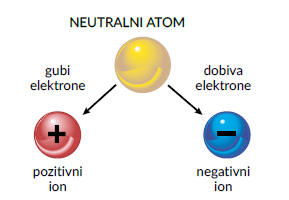 NEUTRALNI ATOM
gubi
elektrone
dobiva
elektrone
+
−
pozitivni
ion
negativni
ion